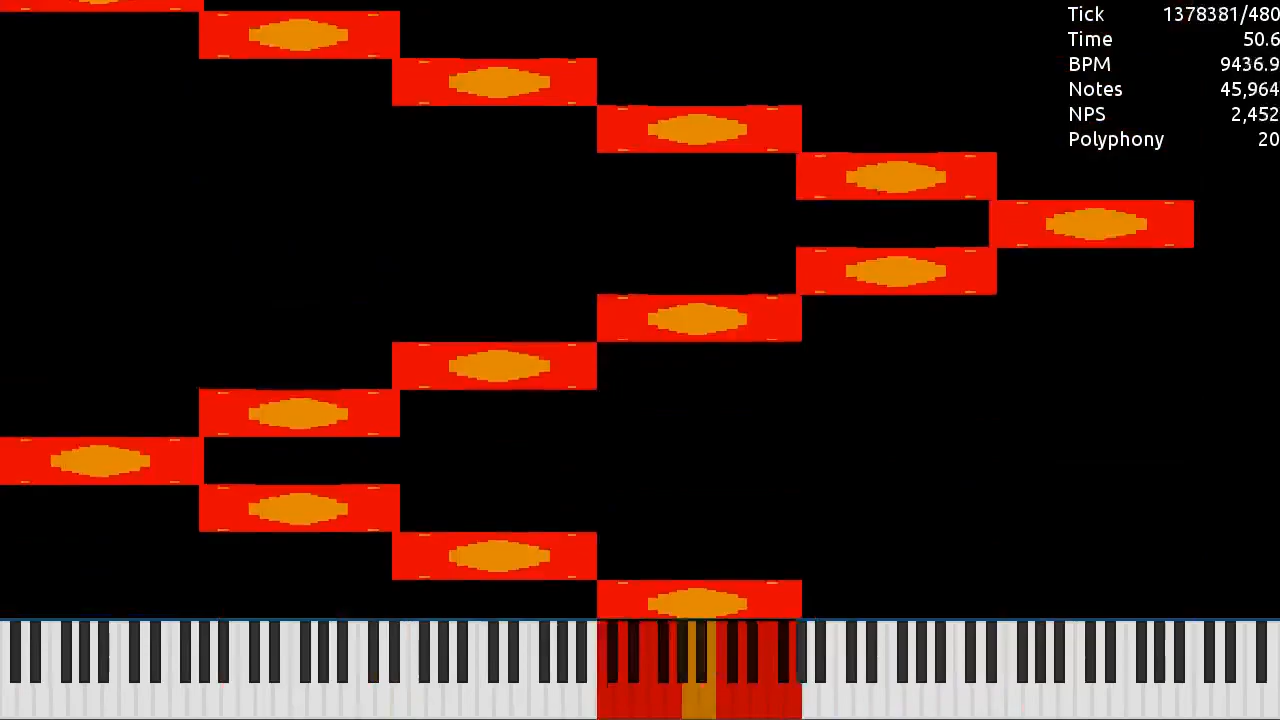 Tick 1378381/480
Time 50.6
BPM 9436.9
Notes 45,964
NPS 2,452
Polyphony 20